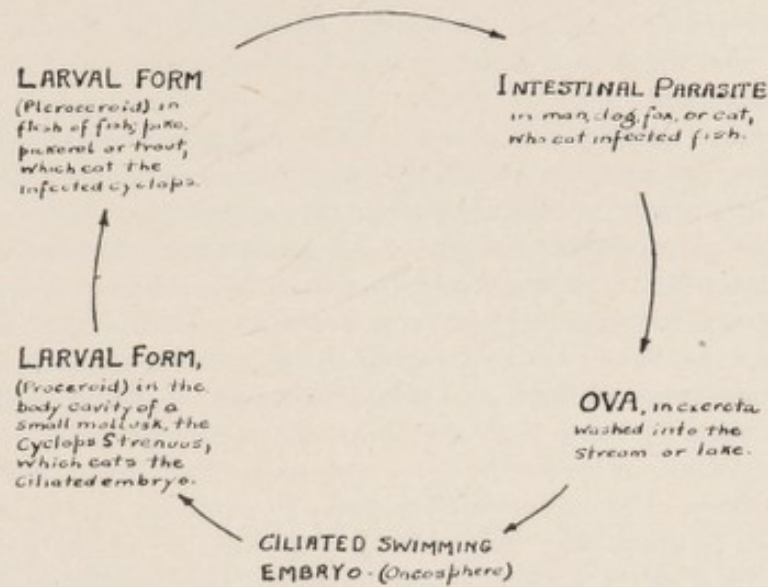 LARVAL FORM
(Plerocercoid) in
flesh of fish; pike,
pickerel or trout,
which eat the
infected cyclops.
INTESTINAL PARASITE
in man, dog, fox, or cat,
who eat infected fish.
OVA, in excreta
washed into the
stream or lake.
CILIATED SWIMMING
EMBRYO - (Oncosphere)
LARVAL FORM,
(Procercoid) in the
body cavity of a
small mollusk, the
Cyclops Strenuus,
which eats the
ciliated embryo.